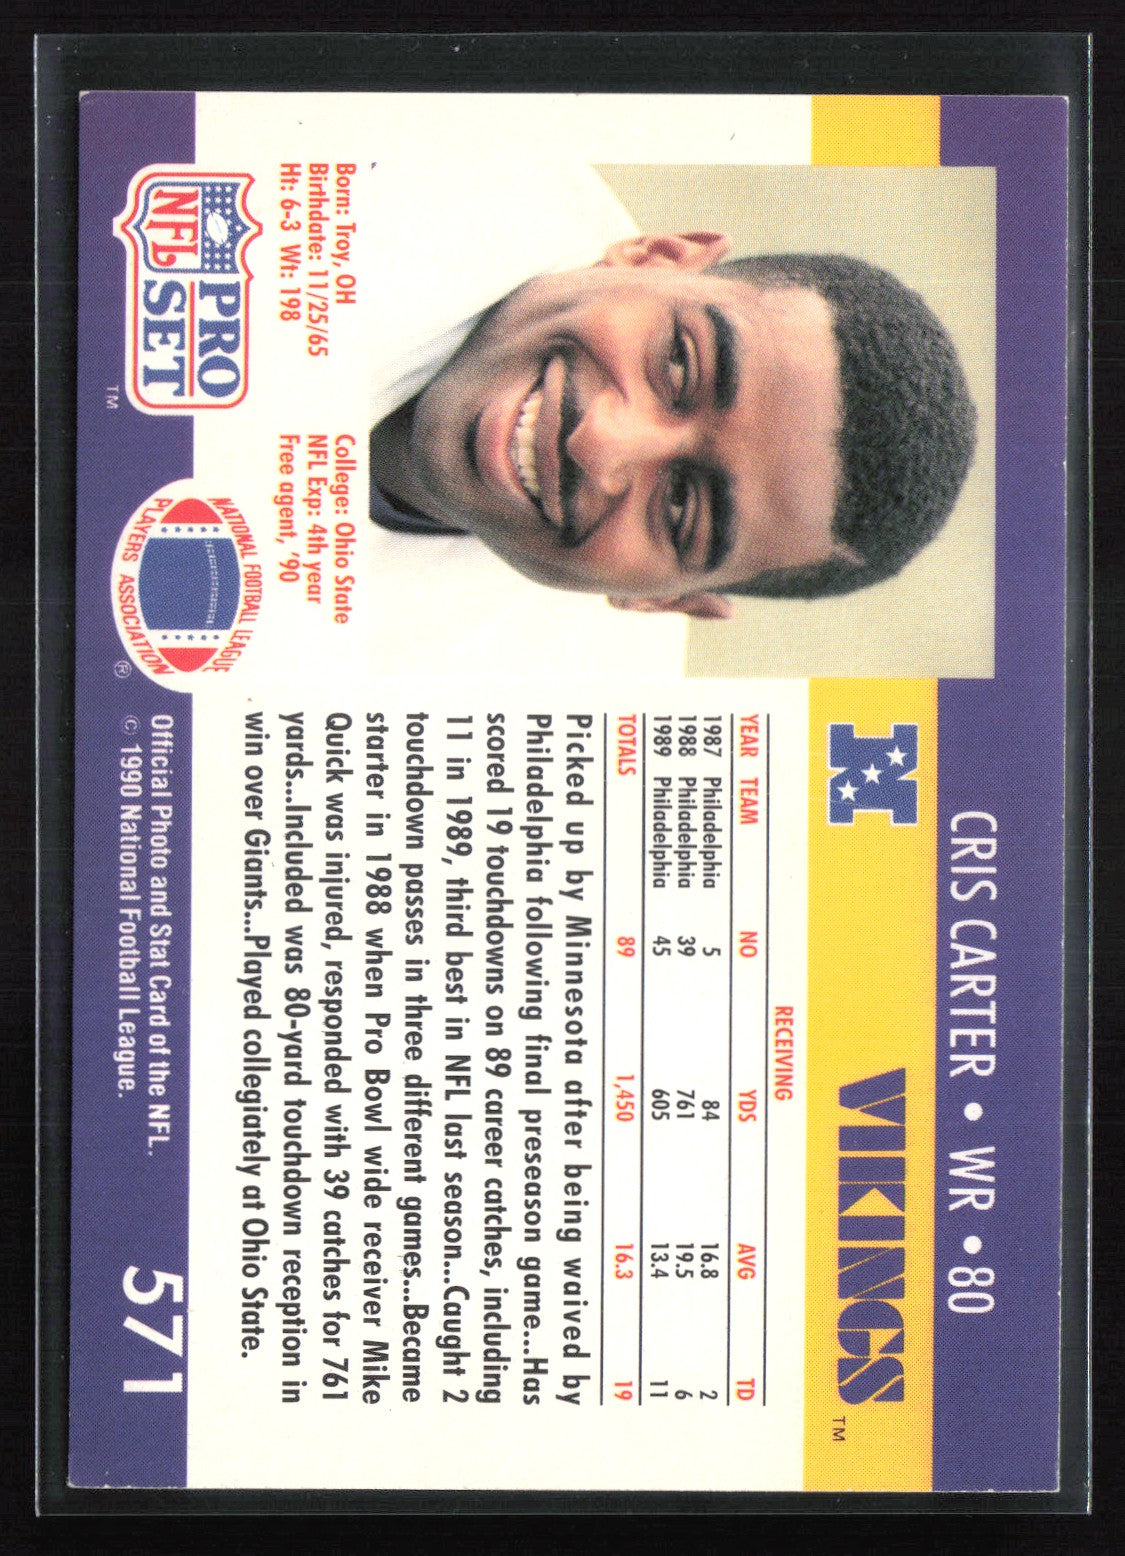 CRIS CARTER • WR • 80
N
VIKINGS TM
RECEIVING
YEAR TEAM NO YDS AVG TD
1987 Philadelphia 5 84 16.8 2
1988 Philadelphia 39 761 19.5 6
1989 Philadelphia 45 605 13.4 11
TOTALS 89 1,450 16.3 19
Picked up by Minnesota after being waived by
Philadelphia following final preseason game...Has
scored 19 touchdowns on 89 career catches, including
11 in 1989, third best in NFL last season...Caught 2
touchdown passes in three different games...Became
starter in 1988 when Pro Bowl wide receiver Mike
Quick was injured, responded with 39 catches for 761
yards...Included was 80-yard touchdown reception in
win over Giants...Played collegiately at Ohio State.
Born: Troy, OH
Birthdate: 11/25/65
Ht: 6-3 Wt: 198
College: Ohio State
NFL Exp: 4th year
Free agent, '90
NFL
PRO
SET
TM
NATIONAL FOOTBALL LEAGUE
PLAYERS ASSOCIATION
®
Official Photo and Stat Card of the NFL.
© 1990 National Football League.
571